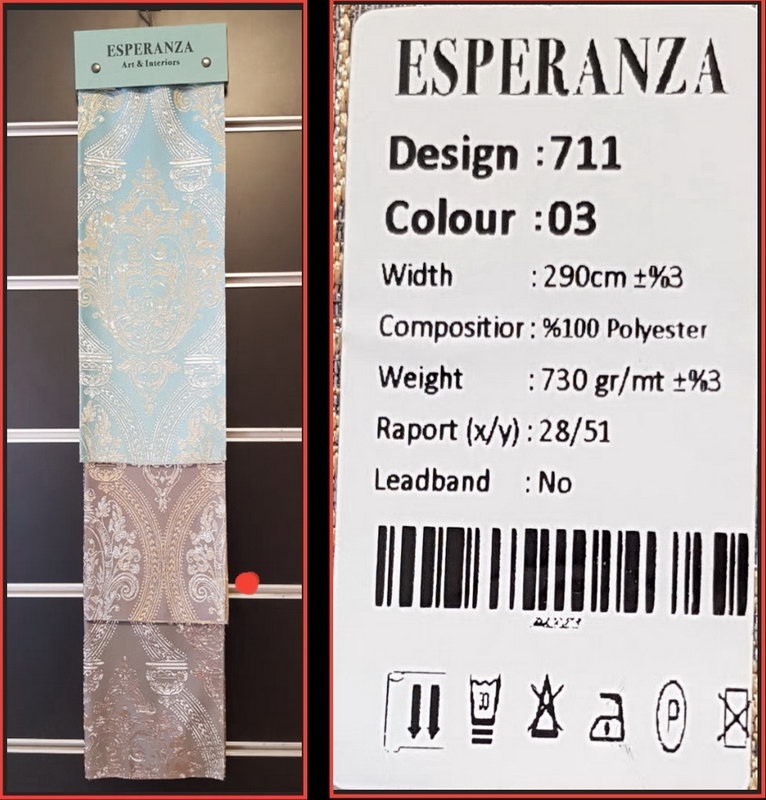 ESPERANZA
Art & Interiors
ESPERANZA
Design :711
Colour :03
Width : 290cm ±%3
Compositior : %100 Polyester
Weight : 730 gr/mt ±%3
Raport (x/y) : 28/51
Leadband : No
P